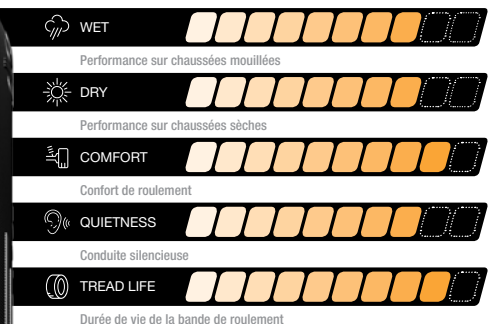 WET
Performance sur chaussées mouillées
DRY
Performance sur chaussées sèches
COMFORT
Confort de roulement
QUIETNESS
Conduite silencieuse
TREAD LIFE
Durée de vie de la bande de roulement